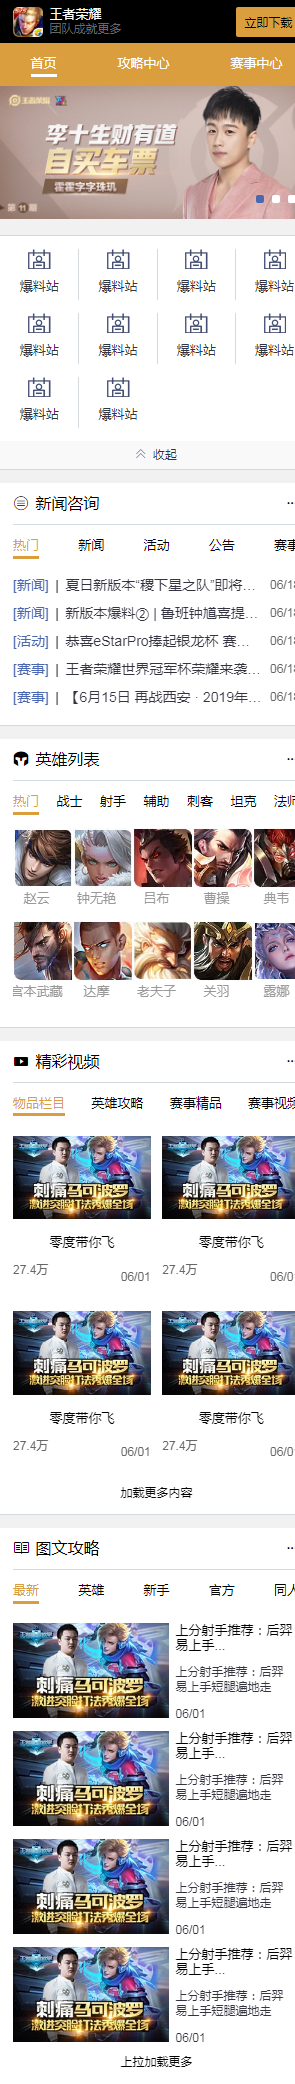 王者荣耀
团队成就更多
立即下载
首页 攻略中心 赛事中心
王者荣耀
李十生财有道
自买车票
霍霍字字珠玑
第11期
爆料站 爆料站 爆料站 爆料站
爆料站 爆料站 爆料站 爆料站
爆料站 爆料站
收起
新闻咨询
热门 新闻 活动 公告 赛事
[新闻] | 夏日新版本“稷下星之队”即将... 06/18
[新闻] | 新版本爆料② | 鲁班钟馗喜提... 06/18
[活动] | 恭喜eStarPro捧起银龙杯 赛... 06/18
[赛事] | 王者荣耀世界冠军杯荣耀来袭... 06/18
[赛事] | 【6月15日 再战西安 · 2019年... 06/18
英雄列表
热门 战士 射手 辅助 刺客 坦克 法师
赵云 钟无艳 吕布 曹操 典韦
宫本武藏 达摩 老夫子 关羽 露娜
精彩视频
物品栏目 英雄攻略 赛事精品 赛事视频
刺痛马可波罗 刺痛马可波罗
激进突脸打法秀爆全场 激进突脸打法秀爆全场
零度带你飞 零度带你飞
27.4万 06/01 27.4万 06/0
刺痛马可波罗 刺痛马可波罗
激进突脸打法秀爆全场 激进突脸打法秀爆全场
零度带你飞 零度带你飞
27.4万 06/01 27.4万 06/0
加载更多内容
图文攻略
最新 英雄 新手 官方 同人
刺痛马可波罗
激进突脸打法秀爆全场
上分射手推荐：后羿
易上手...
上分射手推荐：后羿
易上手短腿遍地走
06/01
刺痛马可波罗
激进突脸打法秀爆全场
上分射手推荐：后羿
易上手...
上分射手推荐：后羿
易上手短腿遍地走
06/01
刺痛马可波罗
激进突脸打法秀爆全场
上分射手推荐：后羿
易上手...
上分射手推荐：后羿
易上手短腿遍地走
06/01
刺痛马可波罗
激进突脸打法秀爆全场
上分射手推荐：后羿
易上手...
上分射手推荐：后羿
易上手短腿遍地走
06/01
上拉加载更多